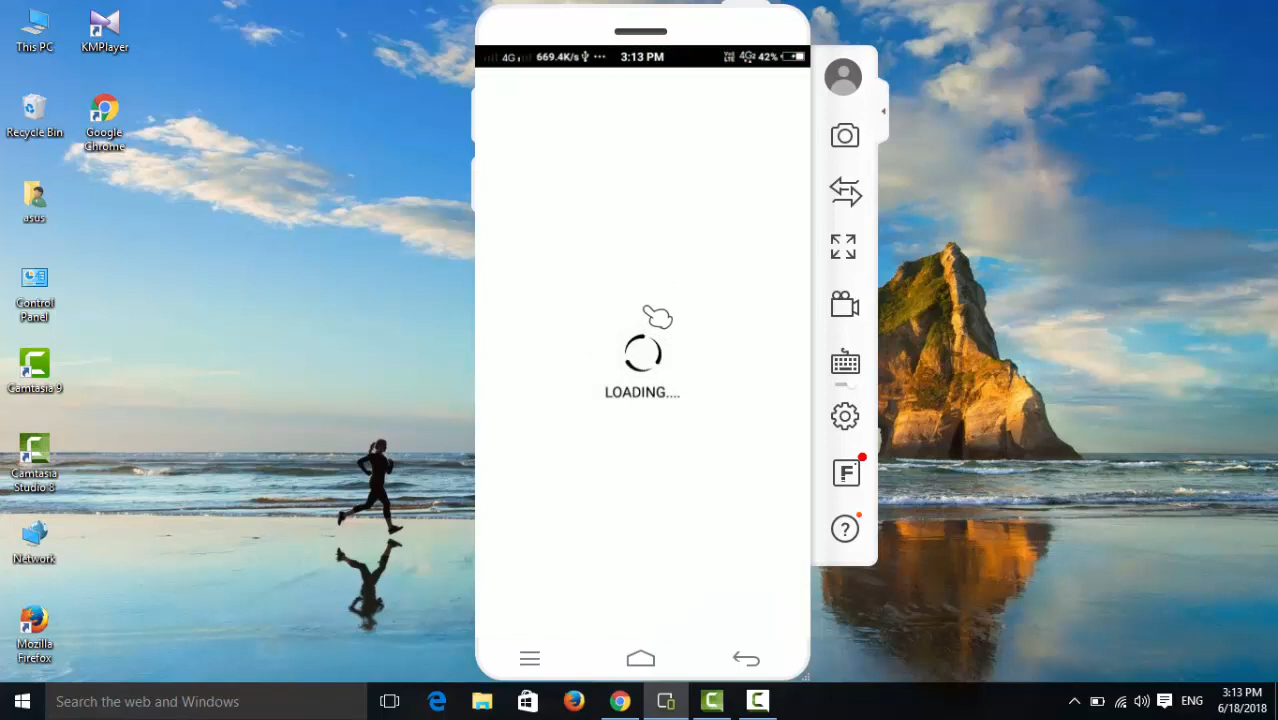 This PC
KMPlayer
Recycle Bin
Google
Chrome
asus
Control
Panel
Camtasia 9
Camtasia
Studio 8
Network
Mozilla
Firefox
4G 669.4K/s ··· 3:13 PM VoLTE 4G2 42%
LOADING....
F
?
Search the web and Windows
ENG
3:13 PM
6/18/2018